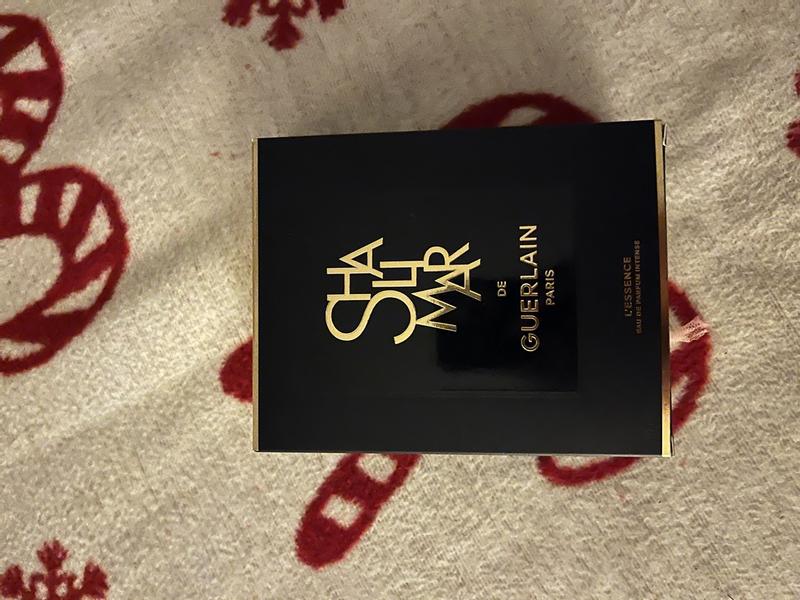 SHA
LI
MAR
DE
GUERLAIN
PARIS
L'ESSENCE
EAU DE PARFUM INTENSE